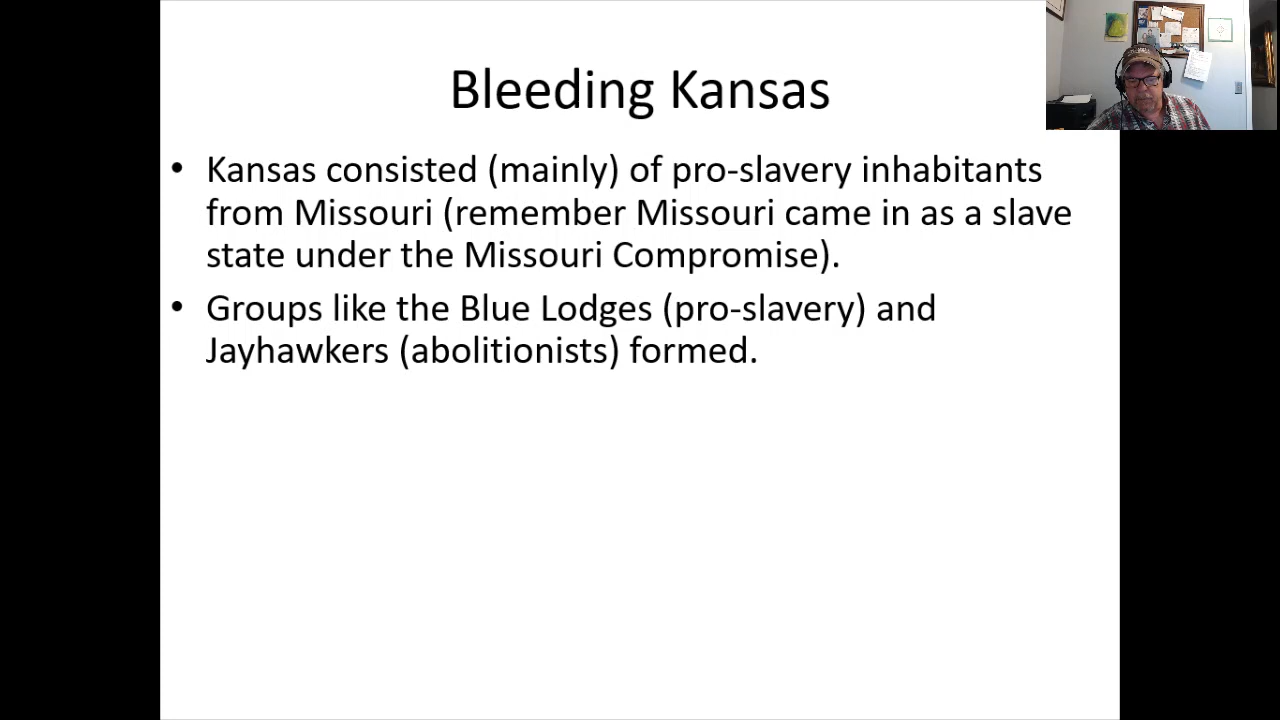 Bleeding Kansas
• Kansas consisted (mainly) of pro-slavery inhabitants
from Missouri (remember Missouri came in as a slave
state under the Missouri Compromise).
• Groups like the Blue Lodges (pro-slavery) and
Jayhawkers (abolitionists) formed.